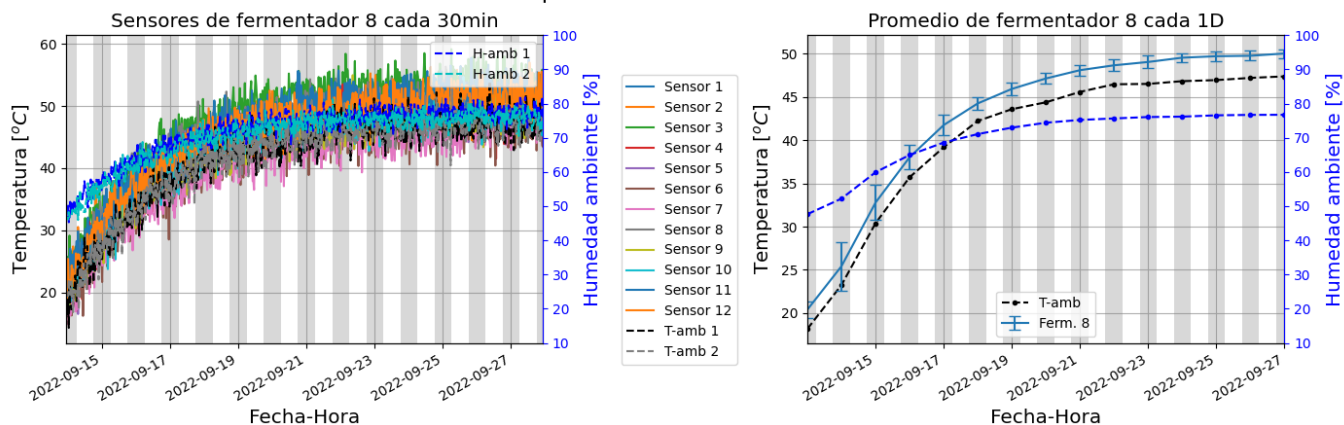 Sensores de fermentador 8 cada 30min
Temperatura [°C]
60
50
40
30
20
H-amb 1
H-amb 2
100
90
80
70
60
50
40
30
20
10
Humedad ambiente [%]
2022-09-15
2022-09-17
2022-09-19
2022-09-21
2022-09-23
2022-09-25
2022-09-27
Fecha-Hora
Sensor 1
Sensor 2
Sensor 3
Sensor 4
Sensor 5
Sensor 6
Sensor 7
Sensor 8
Sensor 9
Sensor 10
Sensor 11
Sensor 12
T-amb 1
T-amb 2
Promedio de fermentador 8 cada 1D
Temperatura [°C]
50
45
40
35
30
25
20
T-amb
Ferm. 8
100
90
80
70
60
50
40
30
20
10
Humedad ambiente [%]
2022-09-15
2022-09-17
2022-09-19
2022-09-21
2022-09-23
2022-09-25
2022-09-27
Fecha-Hora